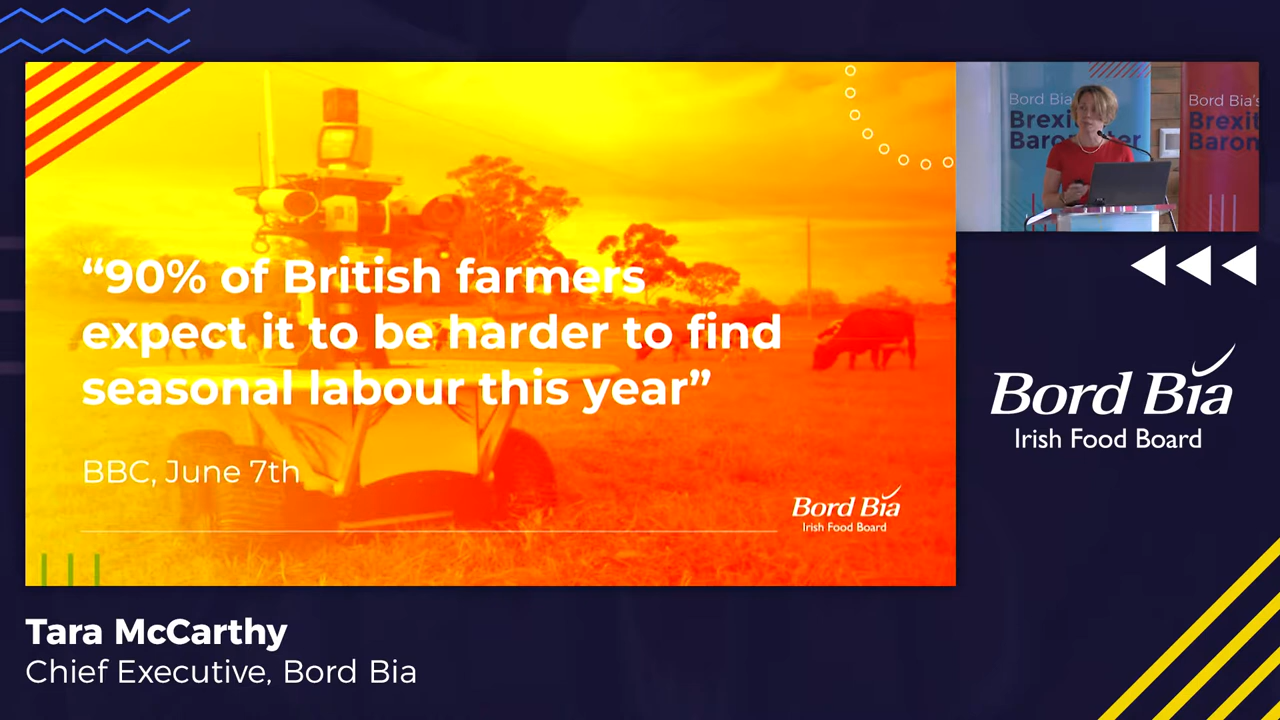 “90% of British farmers
expect it to be harder to find
seasonal labour this year”
BBC, June 7th
Bord Bia
Irish Food Board
Bord Bia
Brexit
Barometer
Bord Bia's
Brexit
Barom
Bord Bia
Irish Food Board
Tara McCarthy
Chief Executive, Bord Bia